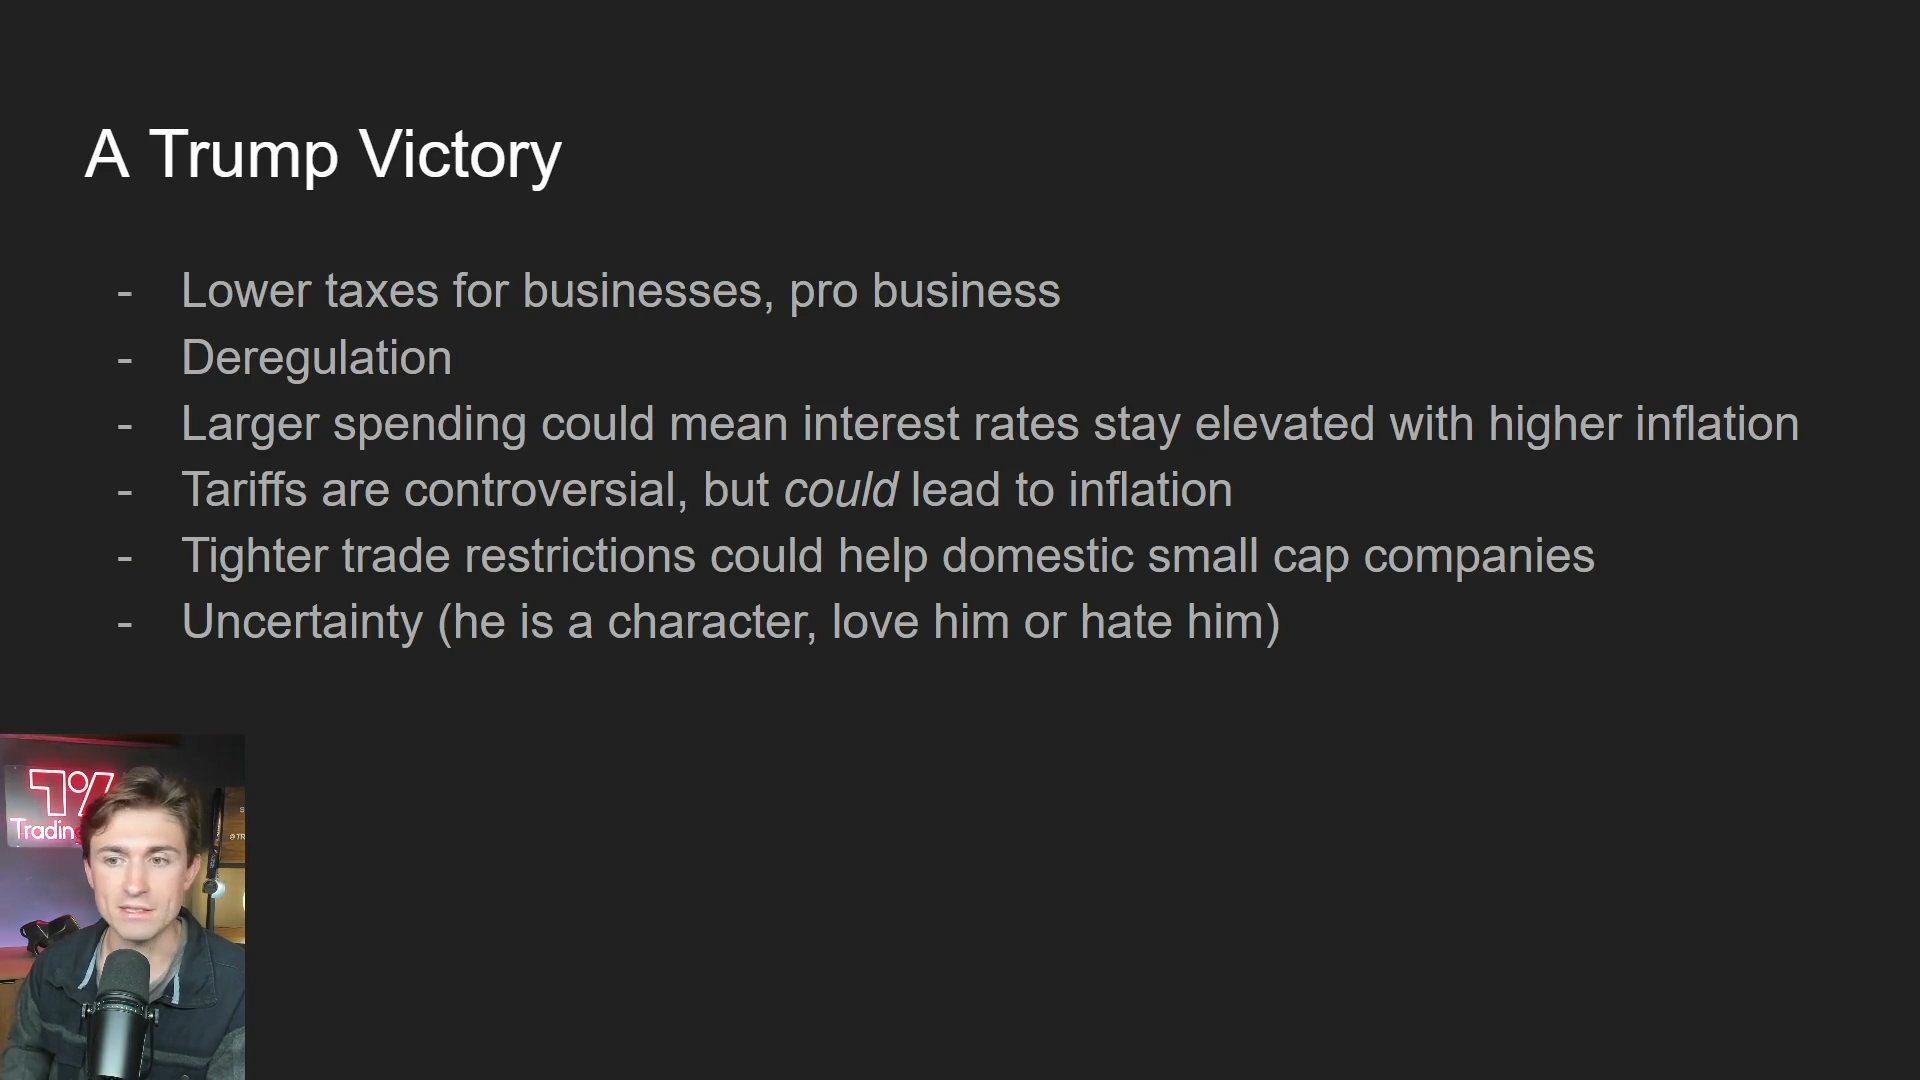 A Trump Victory
- Lower taxes for businesses, pro business
- Deregulation
- Larger spending could mean interest rates stay elevated with higher inflation
- Tariffs are controversial, but could lead to inflation
- Tighter trade restrictions could help domestic small cap companies
- Uncertainty (he is a character, love him or hate him)